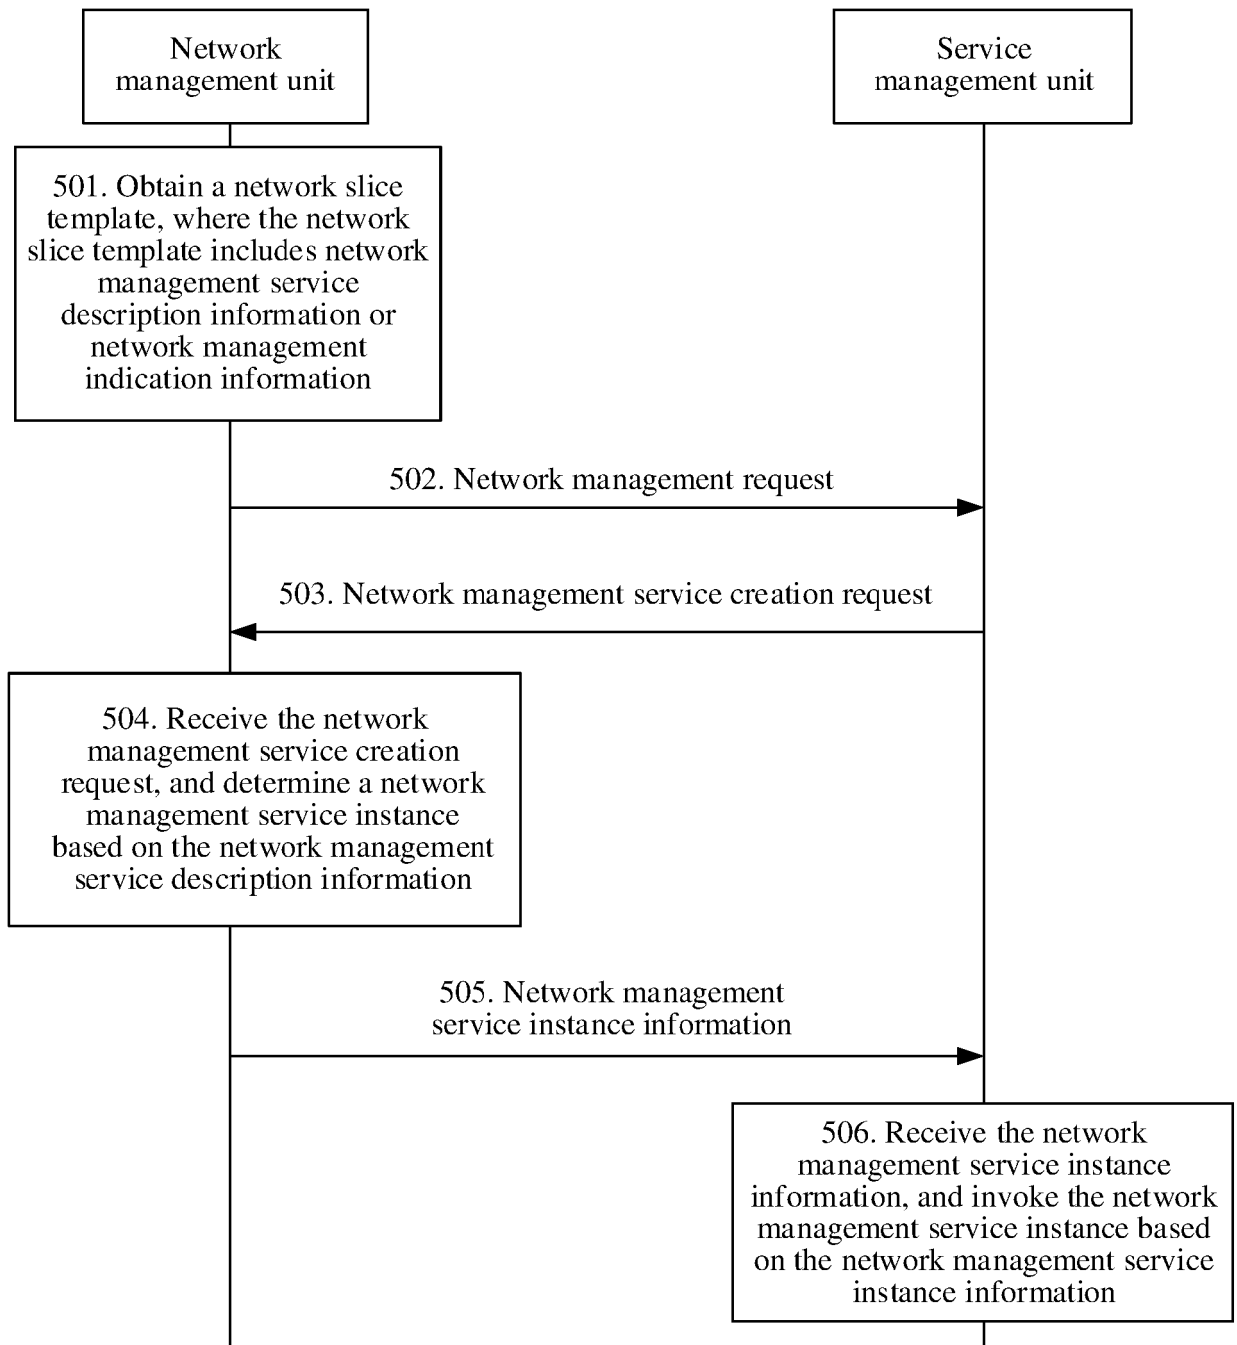 Network
management unit
Service
management unit
501. Obtain a network slice
template, where the network
slice template includes network
management service
description information or
network management
indication information
502. Network management request
503. Network management service creation request
504. Receive the network
management service creation
request, and determine a network
management service instance
based on the network management
service description information
505. Network management
service instance information
506. Receive the network
management service instance
information, and invoke the network
management service instance based
on the network management service
instance information